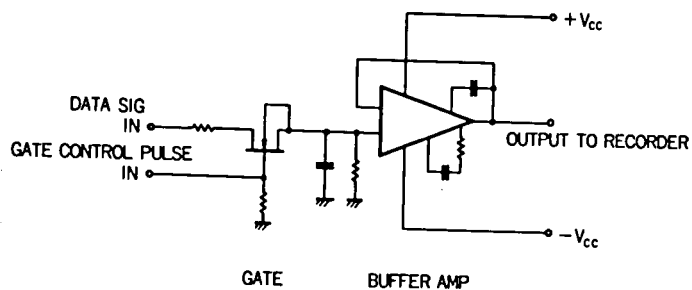 +Vcc
DATA SIG
IN
GATE CONTROL PULSE
IN
OUTPUT TO RECORDER
-Vcc
GATE
BUFFER AMP